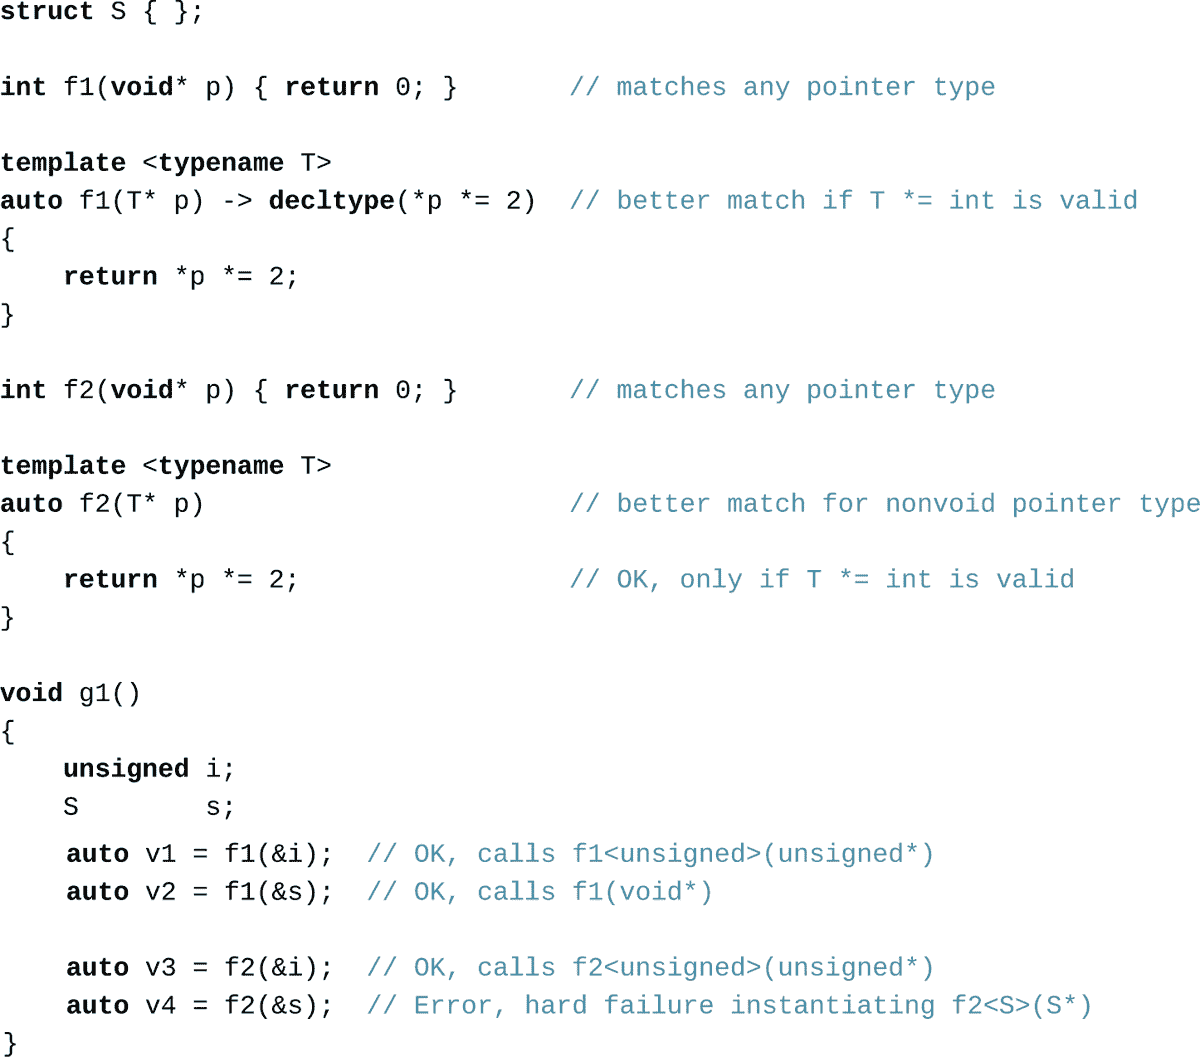 struct S { };
int f1(void* p) { return 0; }       // matches any pointer type
template <typename T>
auto f1(T* p) -> decltype(*p *= 2)  // better match if T *= int is valid
{
    return *p *= 2;
}
int f2(void* p) { return 0; }       // matches any pointer type
template <typename T>
auto f2(T* p)                       // better match for nonvoid pointer type
{
    return *p *= 2;                 // OK, only if T *= int is valid
}
void g1()
{
    unsigned i;
    S        s;
    auto v1 = f1(&i);  // OK, calls f1<unsigned>(unsigned*)
    auto v2 = f1(&s);  // OK, calls f1(void*)
    auto v3 = f2(&i);  // OK, calls f2<unsigned>(unsigned*)
    auto v4 = f2(&s);  // Error, hard failure instantiating f2<S>(S*)
}